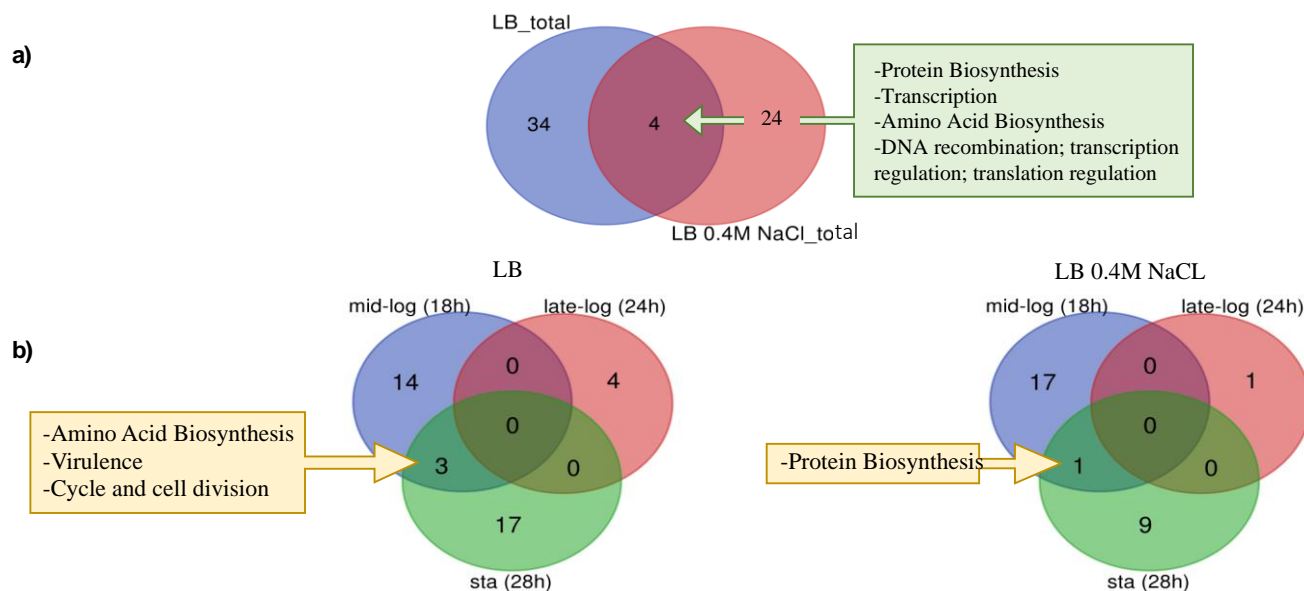 a)
LB_total
34
4
24
LB 0.4M NaCl_total
-Protein Biosynthesis
-Transcription
-Amino Acid Biosynthesis
-DNA recombination; transcription
regulation; translation regulation
b)
LB
mid-log (18h)
late-log (24h)
14
0
4
0
3
0
17
sta (28h)
-Amino Acid Biosynthesis
-Virulence
-Cycle and cell division
LB 0.4M NaCL
mid-log (18h)
late-log (24h)
17
0
1
0
1
0
9
sta (28h)
-Protein Biosynthesis